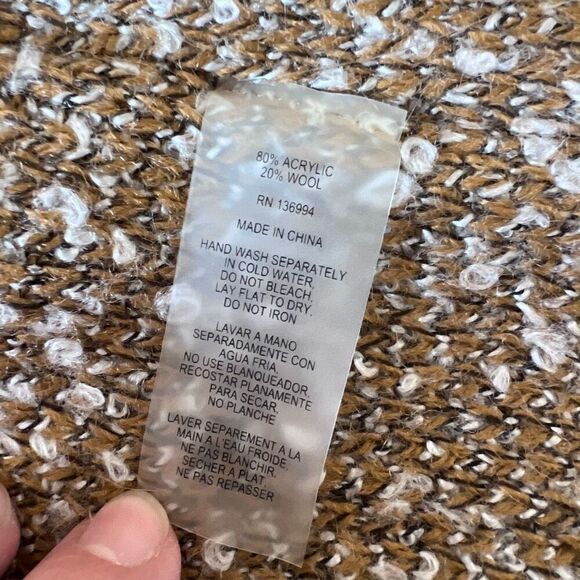 80% ACRYLIC
20% WOOL
RN 136994
MADE IN CHINA
HAND WASH SEPARATELY
IN COLD WATER,
DO NOT BLEACH,
LAY FLAT TO DRY,
DO NOT IRON
LAVAR A MANO
SEPARADAMENTE CON
AGUA FRIA,
NO USE BLANQUEADOR,
RECOSTAR PLANAMENTE
PARA SECAR,
NO PLANCHE
LAVER SEPAREMENT A LA
MAIN A L'EAU FROIDE,
NE PAS BLANCHIR,
SECHER A PLAT,
NE PAS REPASSER